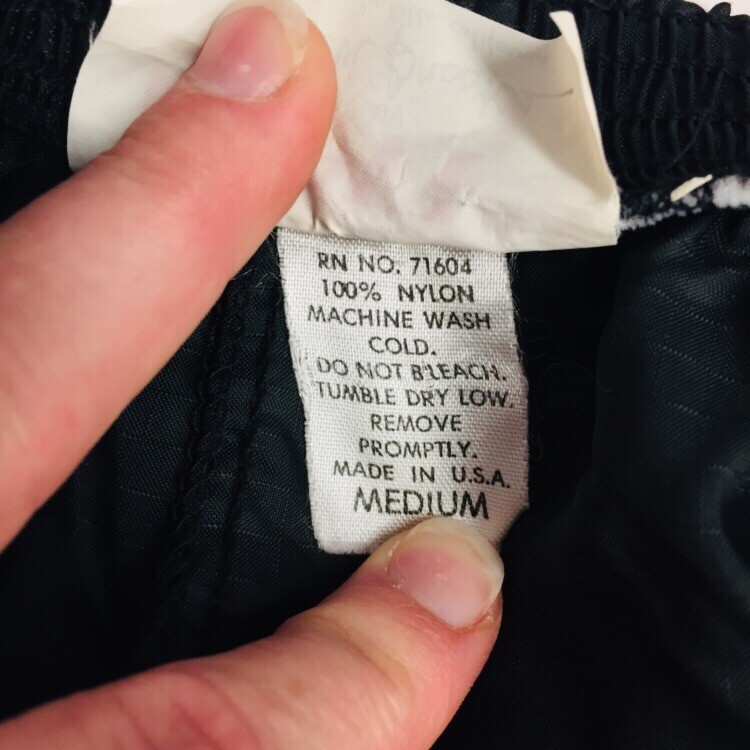 RN NO. 71604
100% NYLON
MACHINE WASH
COLD.
DO NOT BLEACH.
TUMBLE DRY LOW.
REMOVE
PROMPTLY.
MADE IN U.S.A.
MEDIUM